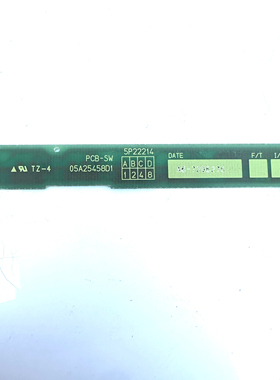 TZ-4
PCB-SW
05A25458D1
5P22214
A B C D
1 2 4 8
DATE
F/T